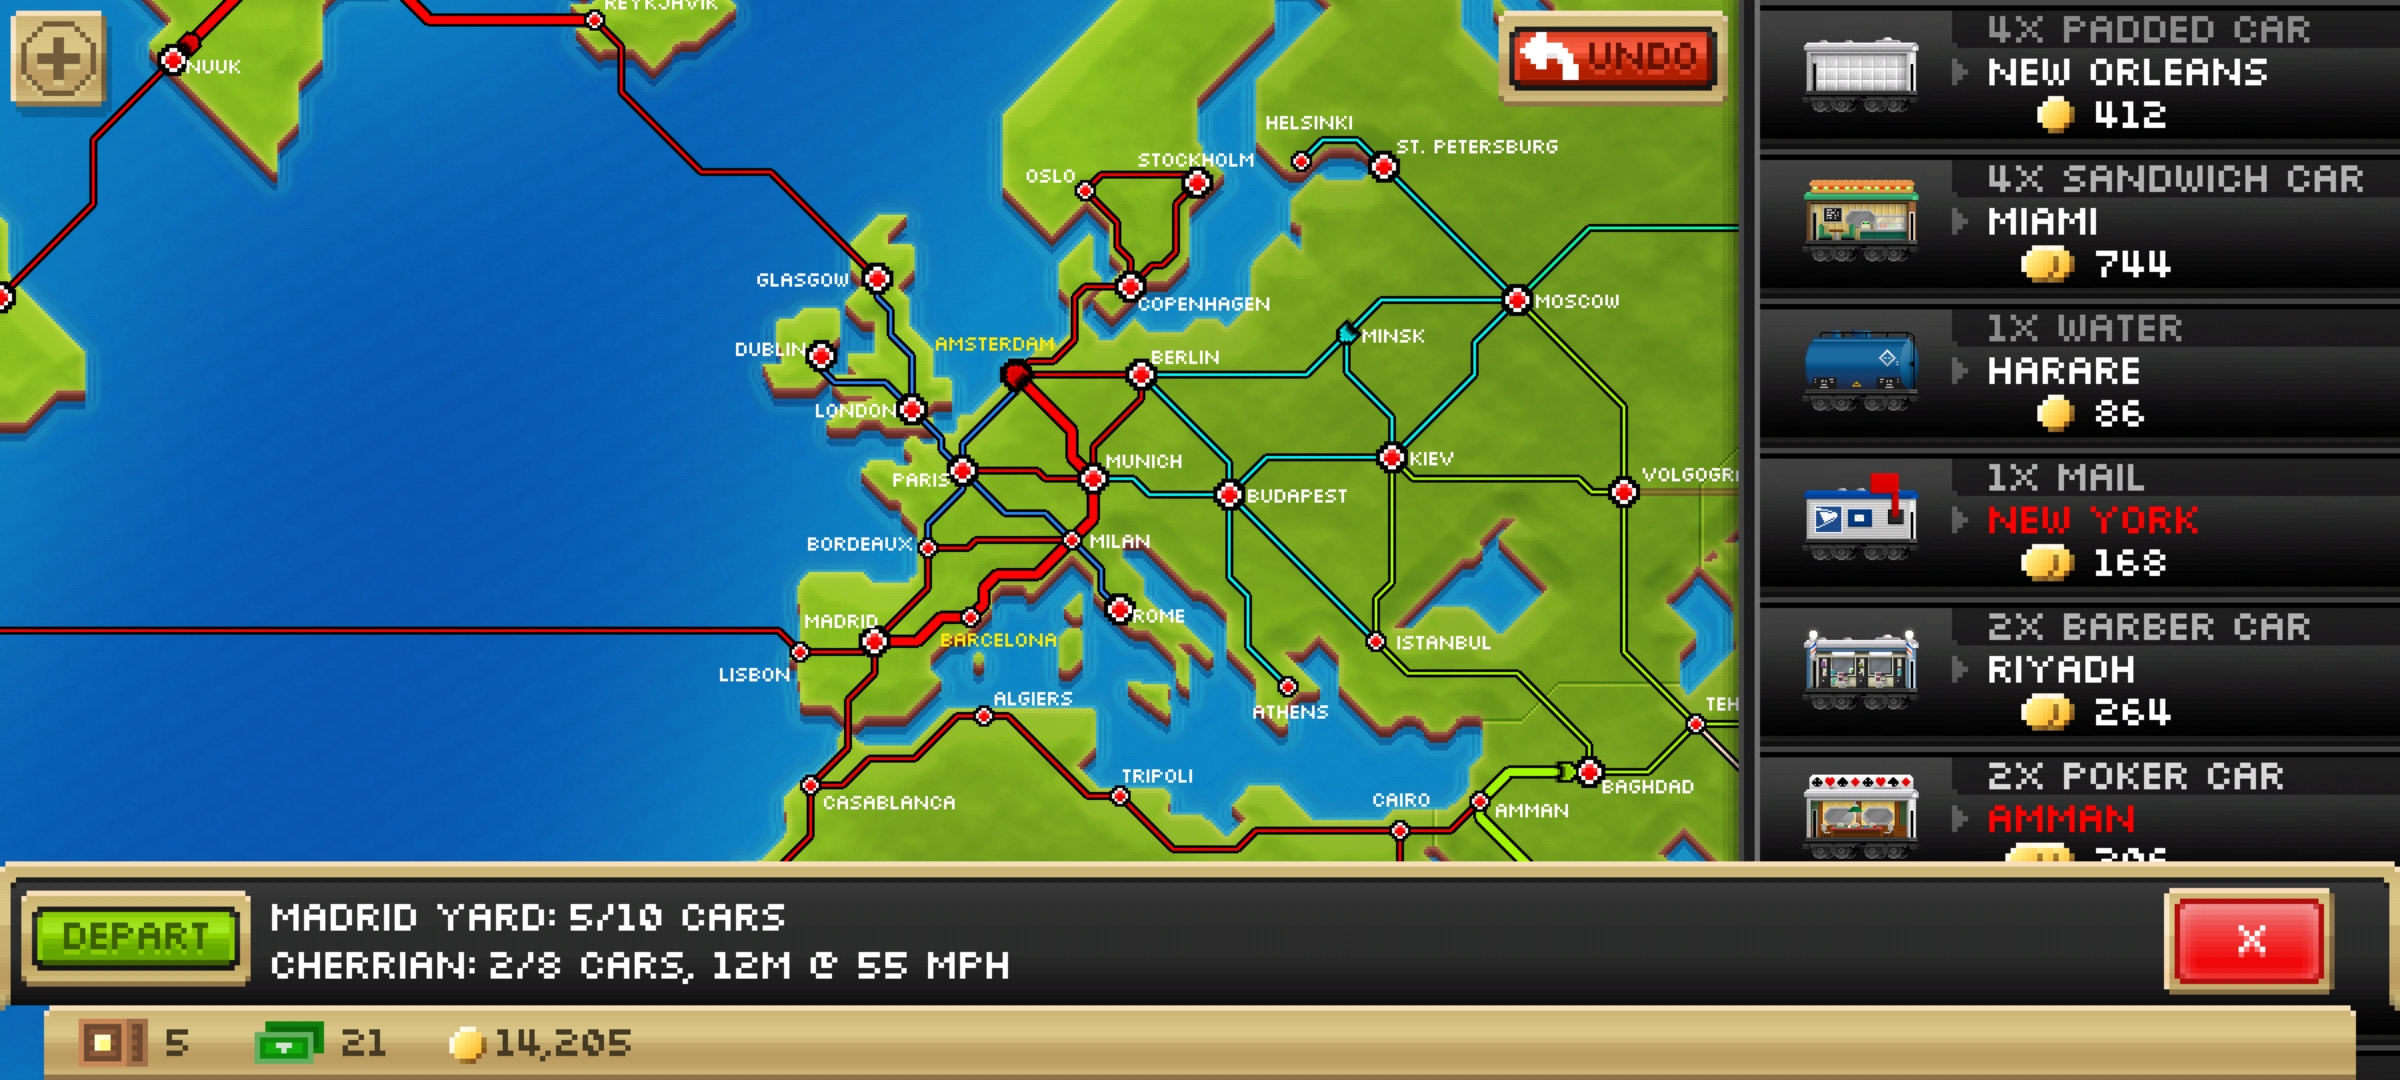 REYKJAVIK
NUUK
UNDO
HELSINKI
ST. PETERSBURG
STOCKHOLM
OSLO
GLASGOW
COPENHAGEN
MOSCOW
MINSK
AMSTERDAM
DUBLIN
BERLIN
LONDON
MUNICH
KIEV
PARIS
VOLGOGR
BUDAPEST
BORDEAUX
MILAN
MADRID
ROME
BARCELONA
ISTANBUL
LISBON
ALGIERS
ATHENS
TEH
TRIPOLI
BAGHDAD
CASABLANCA
CAIRO
AMMAN
4X PADDED CAR
NEW ORLEANS
412
4X SANDWICH CAR
MIAMI
744
1X WATER
HARARE
86
1X MAIL
NEW YORK
168
2X BARBER CAR
RIYADH
264
2X POKER CAR
AMMAN
DEPART
MADRID YARD: 5/10 CARS
CHERRIAN: 2/8 CARS, 12M @ 55 MPH
X
5
21
14,205